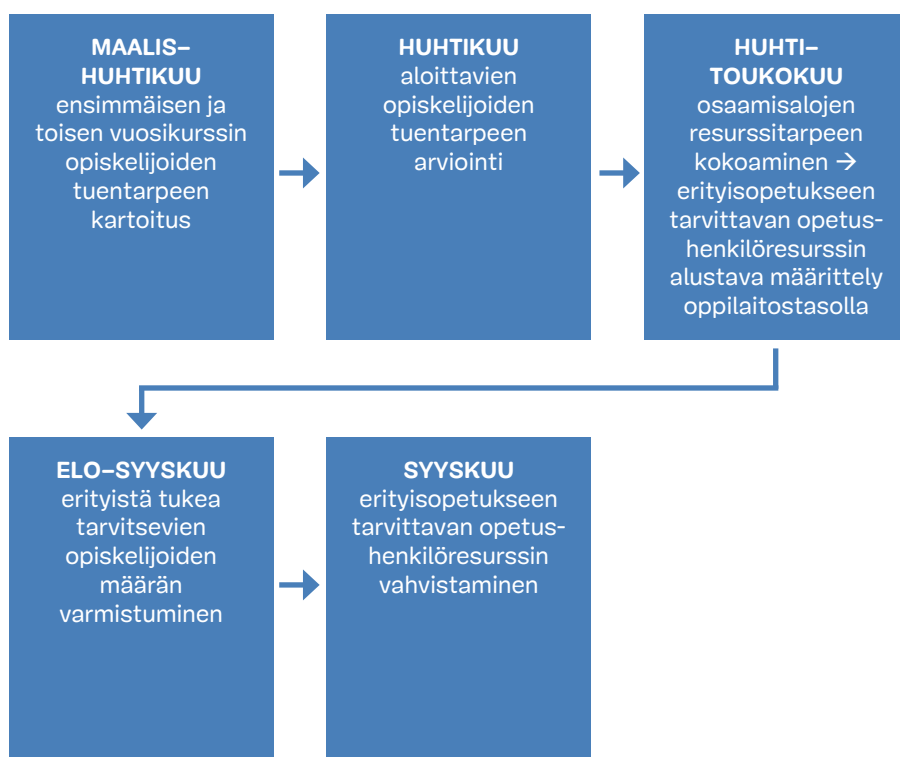 MAALIS–
HUHTIKUU
ensimmäisen ja
toisen vuosikurssin
opiskelijoiden
tuentarpeen
kartoitus
HUHTIKUU
aloittavien
opiskelijoiden
tuentarpeen
arviointi
HUHTI–
TOUKOKUU
osaamisalojen
resurssitarpeen
kokoaminen →
erityisopetukseen
tarvittavan opetus-
henkilöresurssin
alustava määrittely
oppilaitostasolla
ELO–SYYSKUU
erityistä tukea
tarvitsevien
opiskelijoiden
määrän
varmistuminen
SYYSKUU
erityisopetukseen
tarvittavan opetus-
henkilöresurssin
vahvistaminen